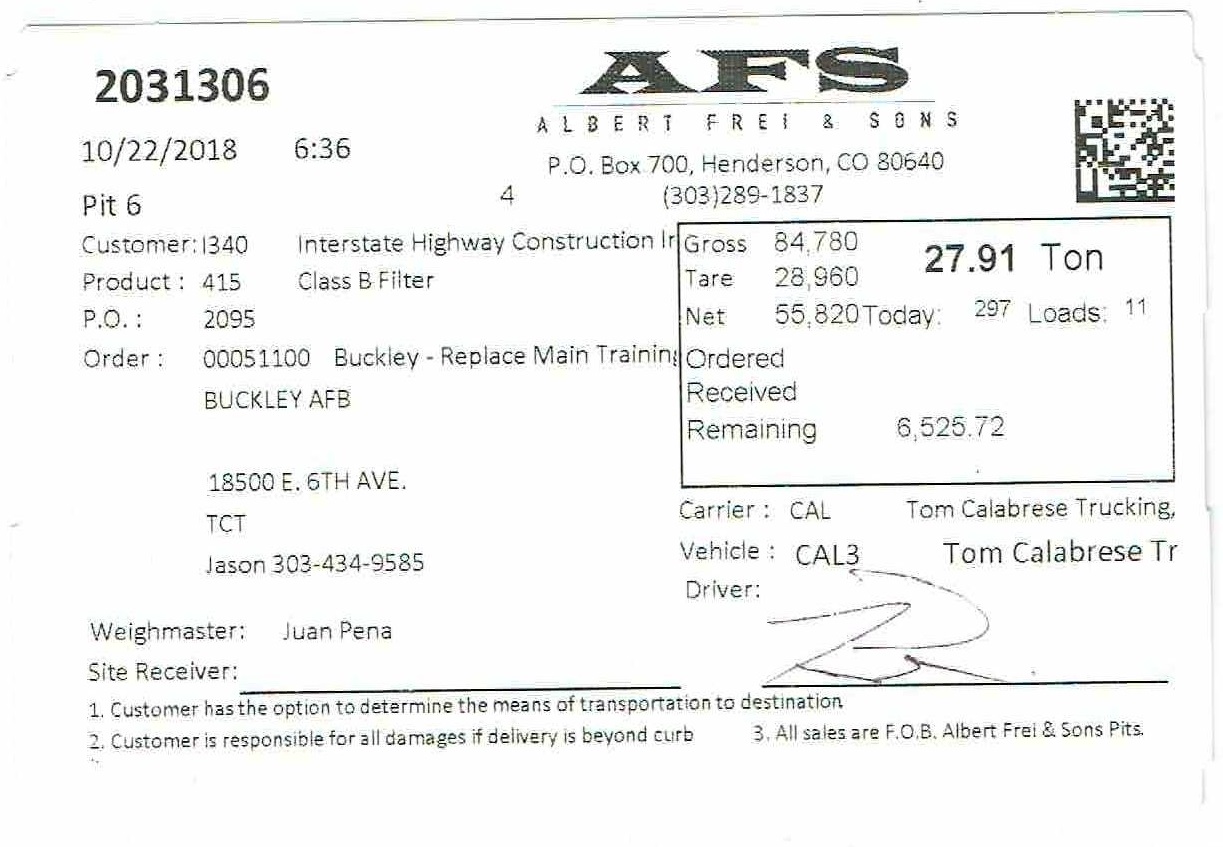 2031306
AFS
ALBERT FREI & SONS
10/22/2018 6:36
P.O. Box 700, Henderson, CO 80640
Pit 6
4
(303)289-1837
Customer: I340 Interstate Highway Construction Ir
Product : 415 Class B Filter
P.O. : 2095
Order : 00051100 Buckley - Replace Main Training
BUCKLEY AFB
18500 E. 6TH AVE.
TCT
Jason 303-434-9585
Gross 84,780
27.91 Ton
Tare 28,960
Net 55,820 Today: 297 Loads: 11
Ordered
Received
Remaining 6,525.72
Carrier : CAL Tom Calabrese Trucking,
Vehicle : CAL3 Tom Calabrese Tr
Driver:
Weighmaster: Juan Pena
Site Receiver:
1. Customer has the option to determine the means of transportation to destination
2. Customer is responsible for all damages if delivery is beyond curb
3. All sales are F.O.B. Albert Frei & Sons Pits.